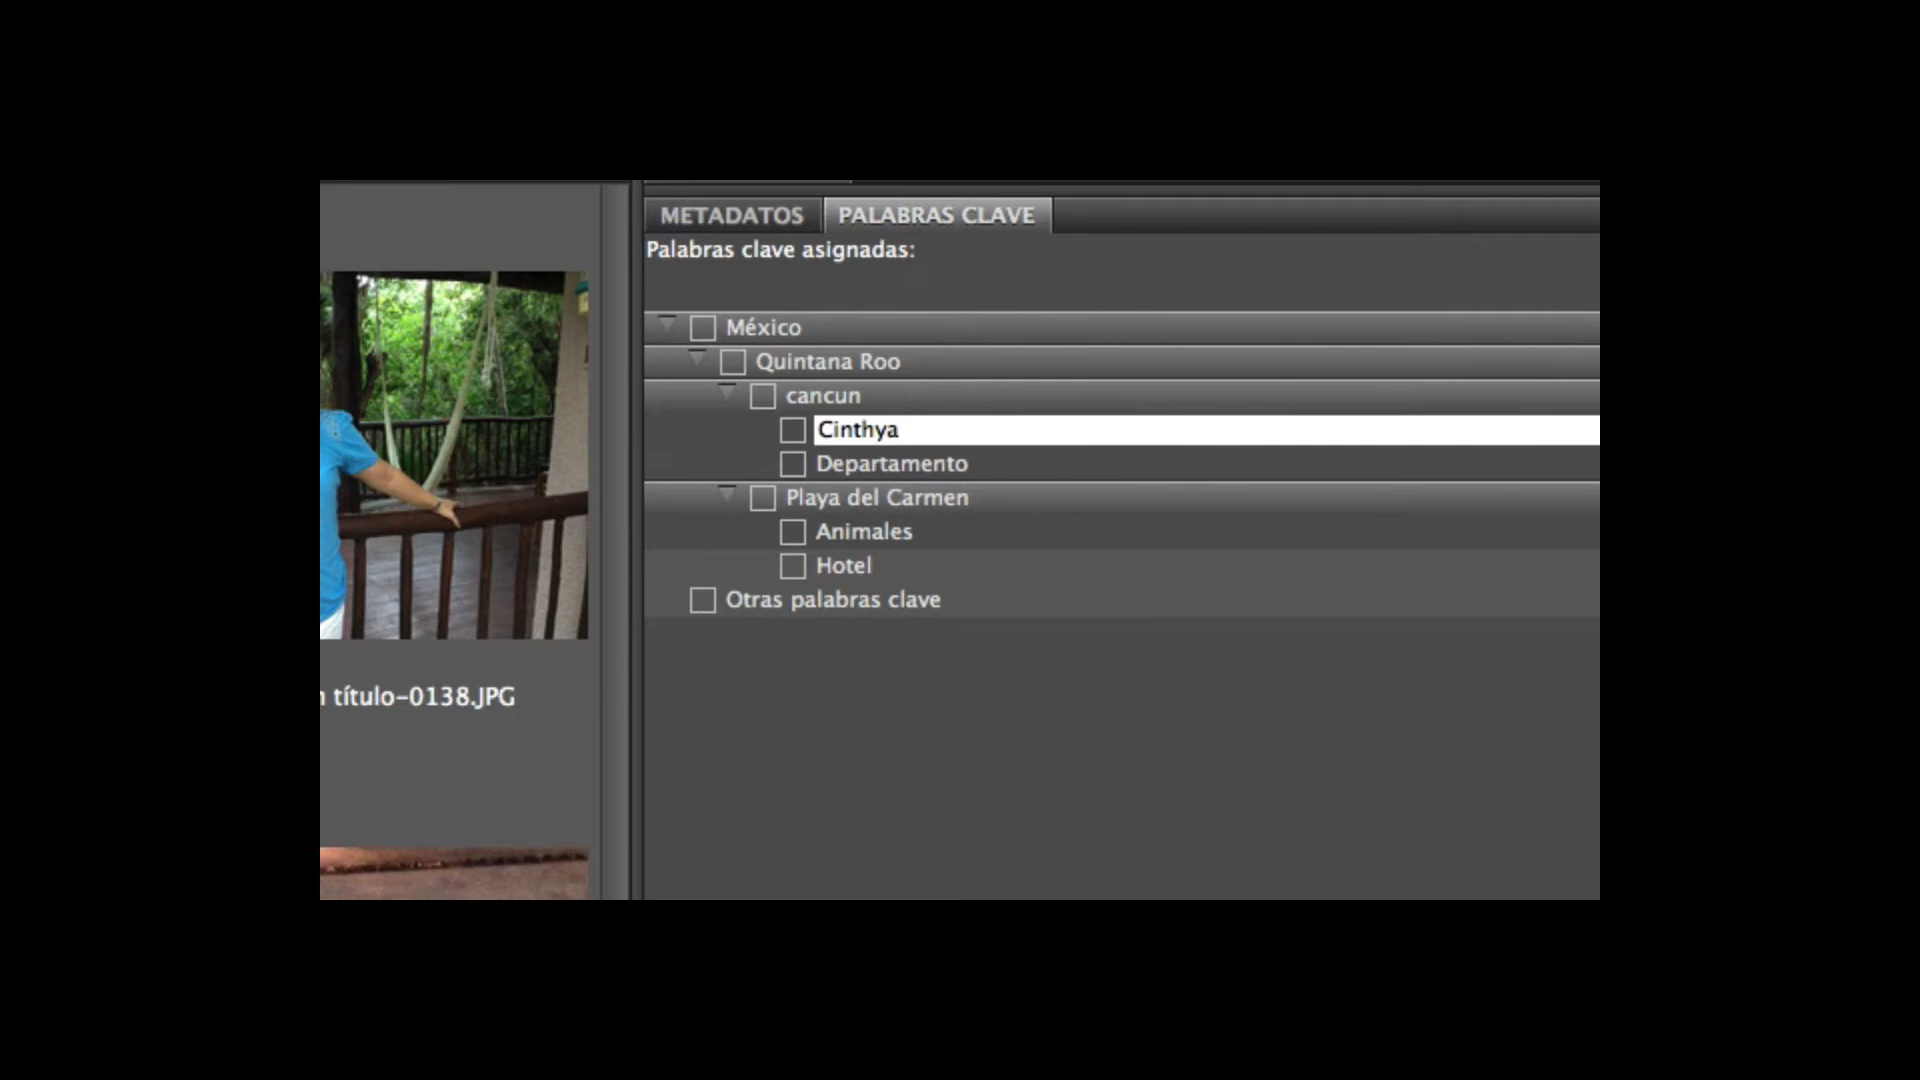 METADATOS
PALABRAS CLAVE
Palabras clave asignadas:
México
Quintana Roo
cancun
Cinthya
Departamento
Playa del Carmen
Animales
Hotel
Otras palabras clave
título-0138.JPG